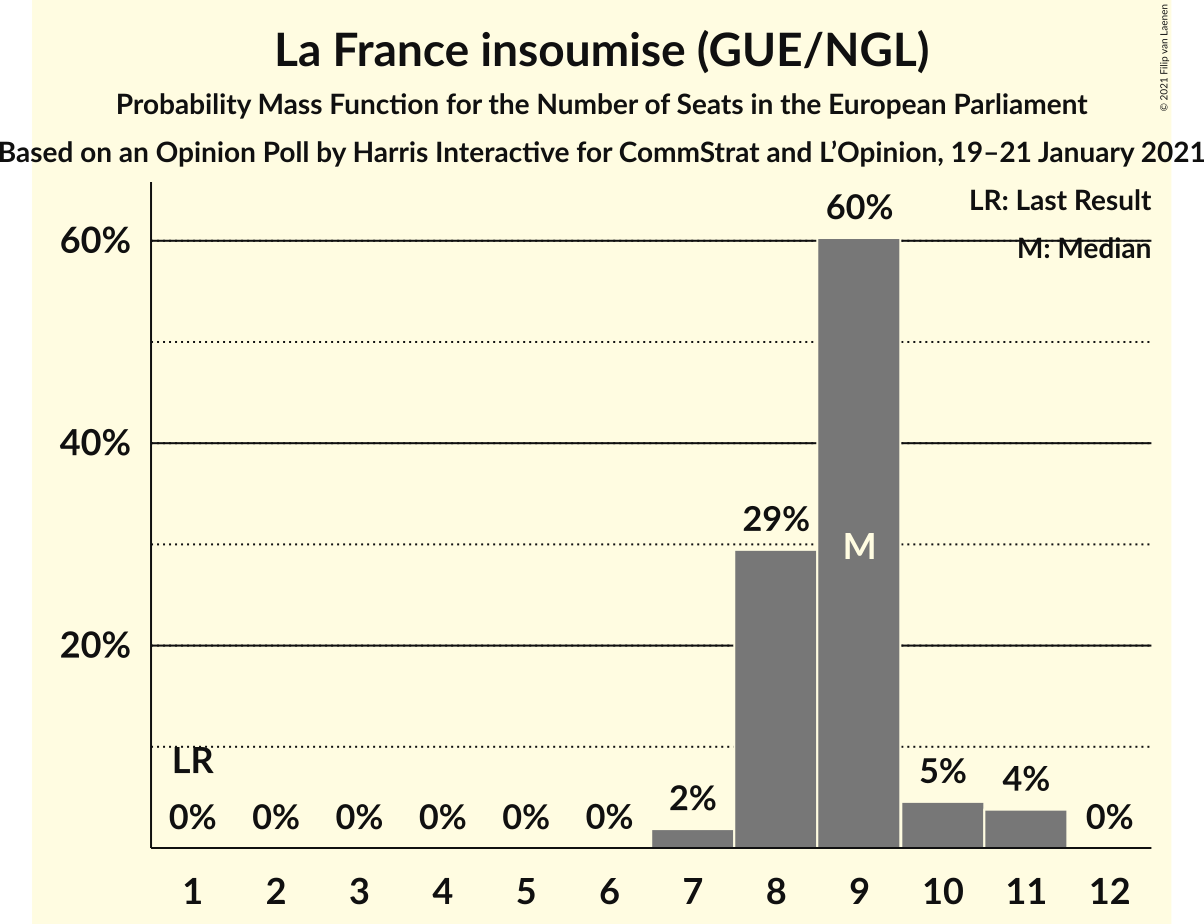 La France insoumise (GUE/NGL)
Probability Mass Function for the Number of Seats in the European Parliament
Based on an Opinion Poll by Harris Interactive for CommStrat and L’Opinion, 19–21 January 2021
© 2021 Filip van Laenen
LR: Last Result
M: Median
60%
40%
20%
60%
29%
M
LR
0% 0% 0% 0% 0% 0% 2% 5% 4% 0%
1 2 3 4 5 6 7 8 9 10 11 12